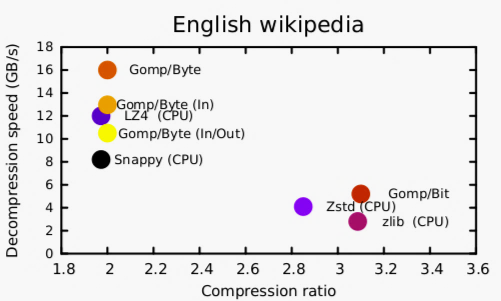 English wikipedia
Decompression speed (GB/s)
18
16
14
12
10
8
6
4
2
0
Gomp/Byte
Gomp/Byte (In)
LZ4 (CPU)
Gomp/Byte (In/Out)
Snappy (CPU)
Gomp/Bit
Zstd (CPU)
zlib (CPU)
1.8 2 2.2 2.4 2.6 2.8 3 3.2 3.4 3.6
Compression ratio